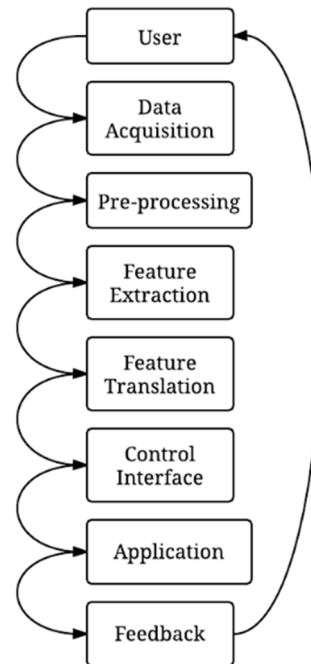 User
Data
Acquisition
Pre-processing
Feature
Extraction
Feature
Translation
Control
Interface
Application
Feedback